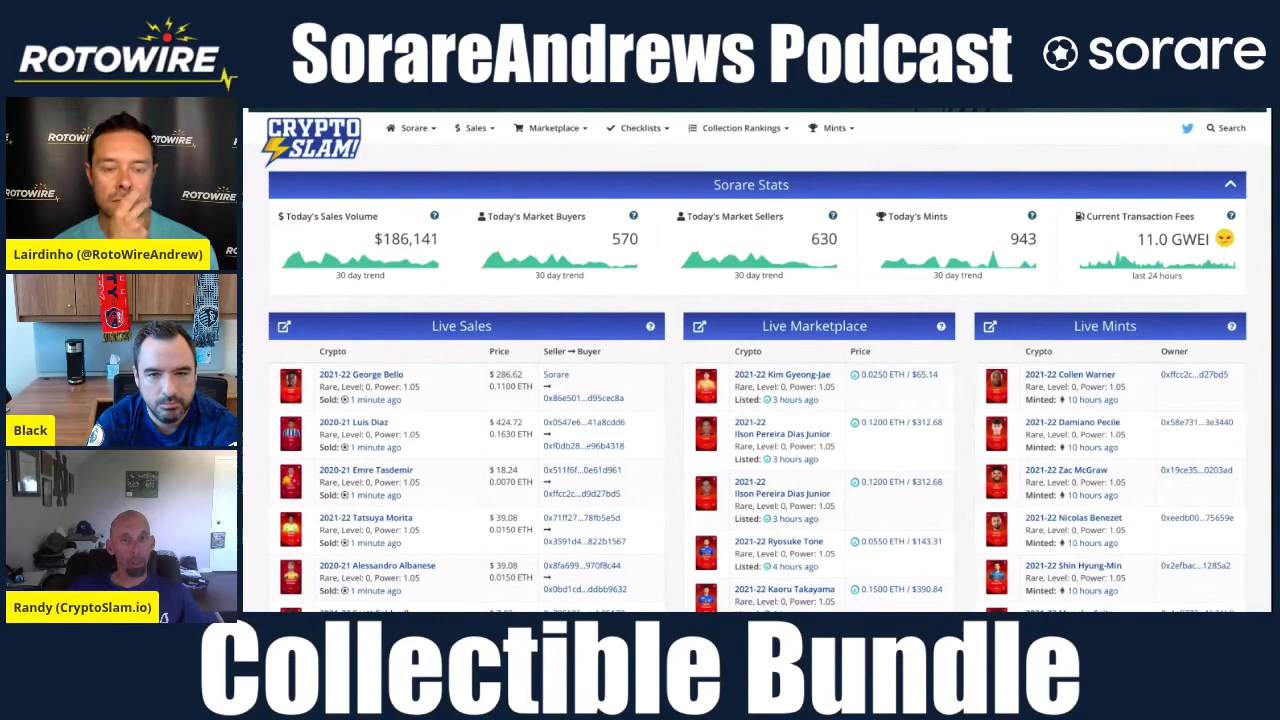 ROTOWIRE
SorareAndrews Podcast
sorare
ROTOWIRE
ROTOWIRE
Lairdinho (@RotoWireAndrew)
Black
Randy (CryptoSlam.io)
CRYPTO
SLAM!
Sorare
$ Sales
Marketplace
Checklists
Collection Rankings
Mints
Search
Sorare Stats
$ Today's Sales Volume
$186,141
30 day trend
Today's Market Buyers
570
30 day trend
Today's Market Sellers
630
30 day trend
Today's Mints
943
30 day trend
Current Transaction Fees
11.0 GWEI
last 24 hours
Live Sales
Crypto Price Seller → Buyer
2021-22 George Bello $ 286.62 Sorare
Rare, Level: 0, Power: 1.05 0.1100 ETH →
Sold: 1 minute ago 0x86e501...d95cec8a
2020-21 Luis Diaz $ 424.72 0x0547e6...41a8cdd6
Rare, Level: 0, Power: 1.05 0.1630 ETH →
Sold: 1 minute ago 0xf0db28...e96b4318
2020-21 Emre Tasdemir $ 18.24 0x511f6f...0e61d961
Rare, Level: 0, Power: 1.05 0.0070 ETH →
Sold: 1 minute ago 0xffcc2c...d9d27bd5
2021-22 Tatsuya Morita $ 39.08 0x71ff27...78fb5e5d
Rare, Level: 0, Power: 1.05 0.0150 ETH →
Sold: 1 minute ago 0x3591d4...822b1567
2020-21 Alessandro Albanese $ 39.08 0x8fa699...970f8c44
Rare, Level: 0, Power: 1.05 0.0150 ETH →
Sold: 1 minute ago 0x0bd1cd...ddbb9632
Live Marketplace
Crypto Price
2021-22 Kim Gyeong-Jae 0.0250 ETH / $65.14
Rare, Level: 0, Power: 1.05
Listed: 3 hours ago
2021-22 0.1200 ETH / $312.68
Ilson Pereira Dias Junior
Rare, Level: 0, Power: 1.05
Listed: 3 hours ago
2021-22 0.1200 ETH / $312.68
Ilson Pereira Dias Junior
Rare, Level: 0, Power: 1.05
Listed: 3 hours ago
2021-22 Ryosuke Tone 0.0550 ETH / $143.31
Rare, Level: 0, Power: 1.05
Listed: 4 hours ago
2021-22 Kaoru Takayama 0.1500 ETH / $390.84
Rare, Level: 0, Power: 1.05
Live Mints
Crypto Owner
2021-22 Collen Warner 0xffcc2c...d27bd5
Rare, Level: 0, Power: 1.05
Minted: 10 hours ago
2021-22 Damiano Pecile 0x58e731...3e3440
Rare, Level: 0, Power: 1.05
Minted: 10 hours ago
2021-22 Zac McGraw 0x19ce35...0203ad
Rare, Level: 0, Power: 1.05
Minted: 10 hours ago
2021-22 Nicolas Benezet 0xeedb00...75659e
Rare, Level: 0, Power: 1.05
Minted: 10 hours ago
2021-22 Shin Hyung-Min 0x2efbac...1285a2
Rare, Level: 0, Power: 1.05
Minted: 10 hours ago
Collectible Bundle